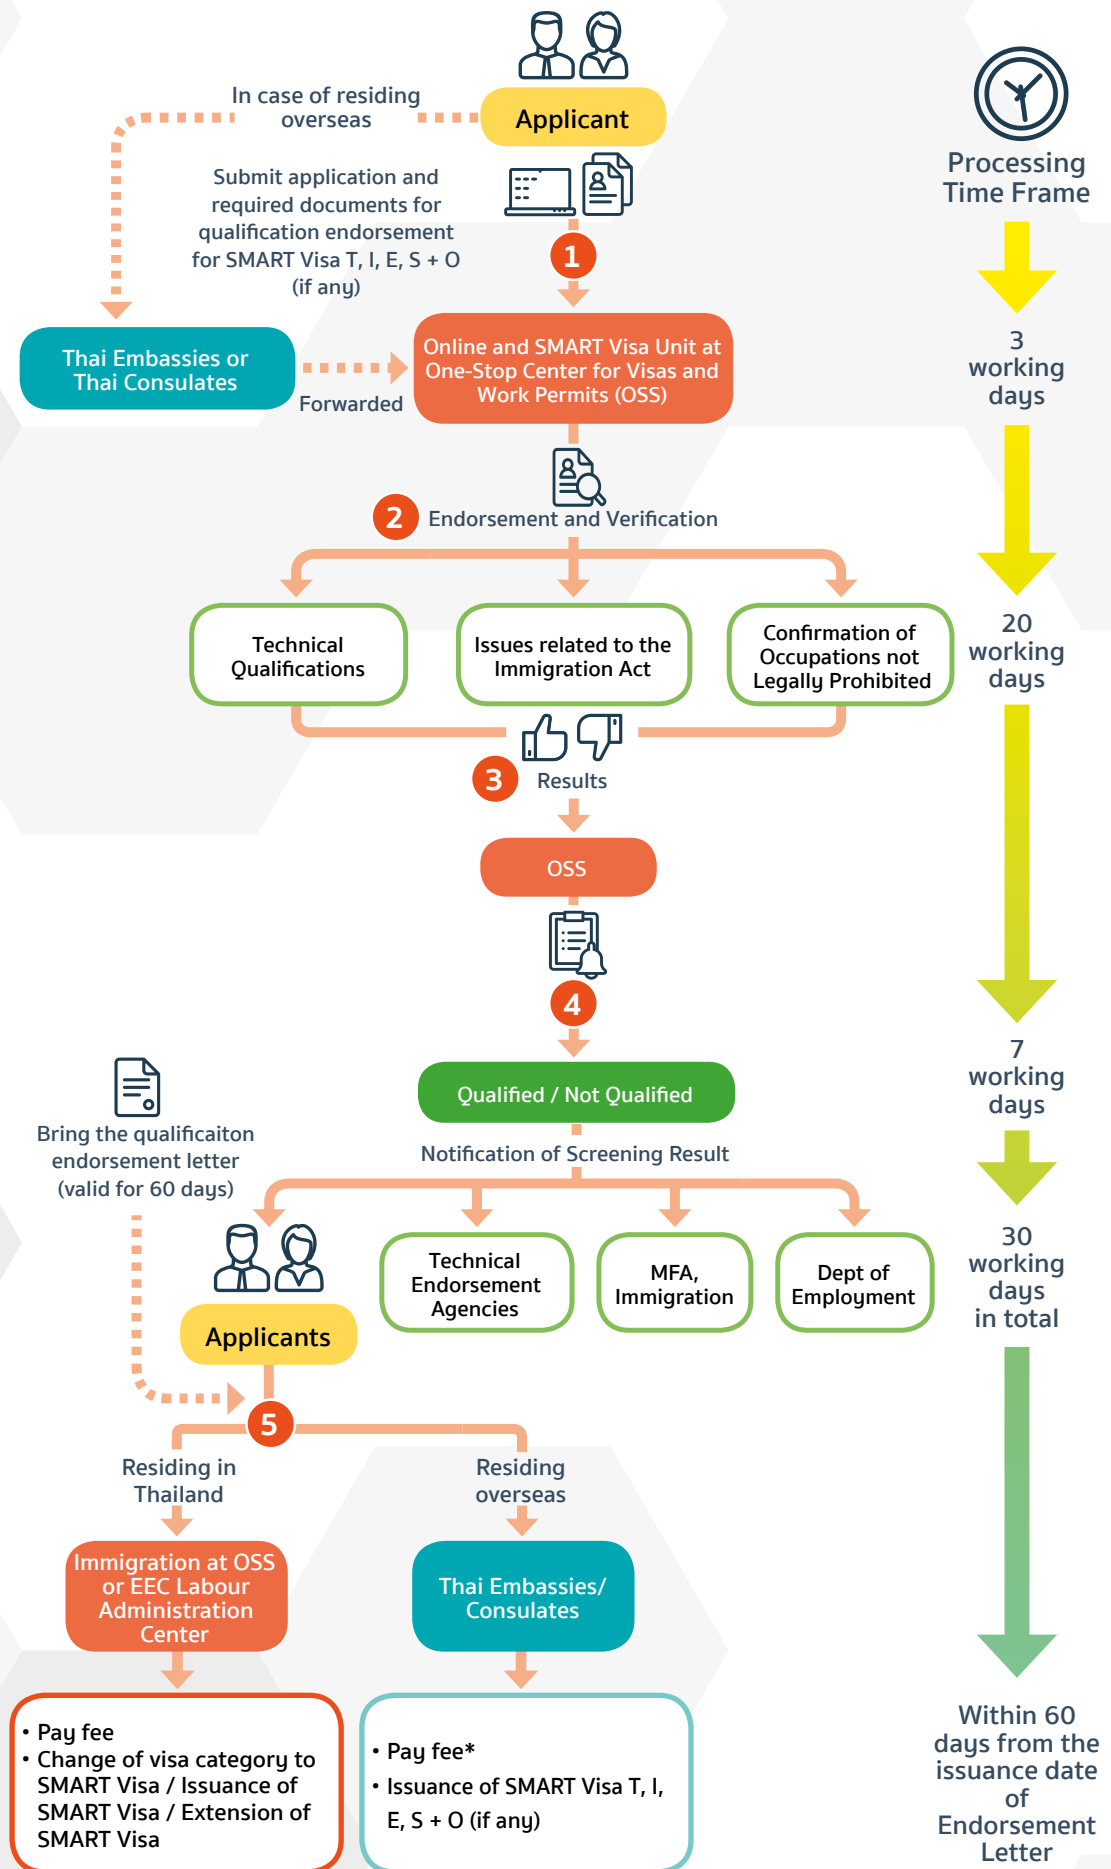 In case of residing
overseas
Applicant
Processing
Time Frame
Submit application and
required documents for
qualification endorsement
for SMART Visa T, I, E, S + O
(if any)
1
Thai Embassies or
Thai Consulates
Forwarded
Online and SMART Visa Unit at
One-Stop Center for Visas and
Work Permits (OSS)
3
working
days
2
Endorsement and Verification
Technical
Qualifications
Issues related to the
Immigration Act
Confirmation of
Occupations not
Legally Prohibited
20
working
days
3
Results
OSS
4
Qualified / Not Qualified
7
working
days
Bring the qualificaiton
endorsement letter
(valid for 60 days)
Notification of Screening Result
Applicants
Technical
Endorsement
Agencies
MFA,
Immigration
Dept of
Employment
30
working
days
in total
5
Residing in
Thailand
Residing
overseas
Immigration at OSS
or EEC Labour
Administration
Center
Thai Embassies/
Consulates
• Pay fee
• Change of visa category to
SMART Visa / Issuance of
SMART Visa / Extension of
SMART Visa
• Pay fee*
• Issuance of SMART Visa T, I,
E, S + O (if any)
Within 60
days from the
issuance date
of
Endorsement
Letter